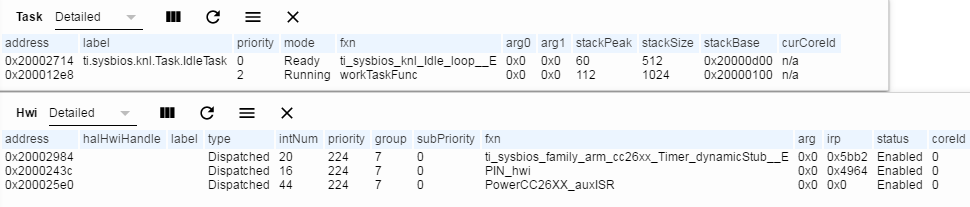 Task Detailed
address label priority mode fxn arg0 arg1 stackPeak stackSize stackBase curCoreId
0x20002714 ti.sysbios.knl.Task.IdleTask 0 Ready ti_sysbios_knl_Idle_loop__E 0x0 0x0 60 512 0x20000d00 n/a
0x200012e8 2 Running workTaskFunc 0x0 0x0 112 1024 0x20000100 n/a
Hwi Detailed
address halHwiHandle label type intNum priority group subPriority fxn arg irp status coreId
0x20002984 Dispatched 20 224 7 0 ti_sysbios_family_arm_cc26xx_Timer_dynamicStub__E 0x0 0x5bb2 Enabled 0
0x2000243c Dispatched 16 224 7 0 PIN_hwi 0x0 0x4964 Enabled 0
0x200025e0 Dispatched 44 224 7 0 PowerCC26XX_auxISR 0x0 0x0 Enabled 0